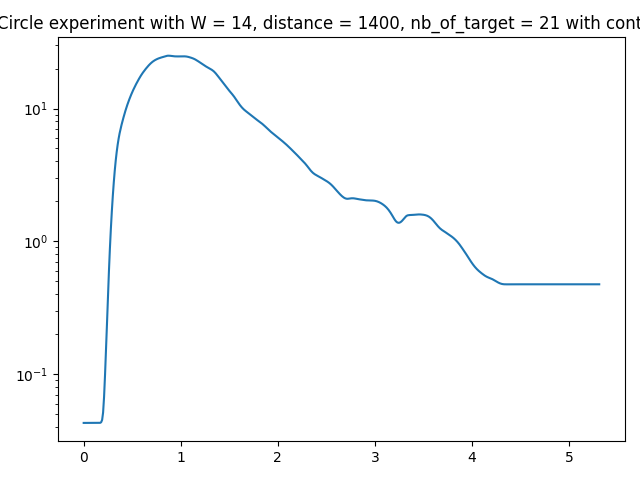 Circle experiment with W = 14, distance = 1400, nb_of_target = 21 with cont
10¹
10⁰
10⁻¹
0 1 2 3 4 5